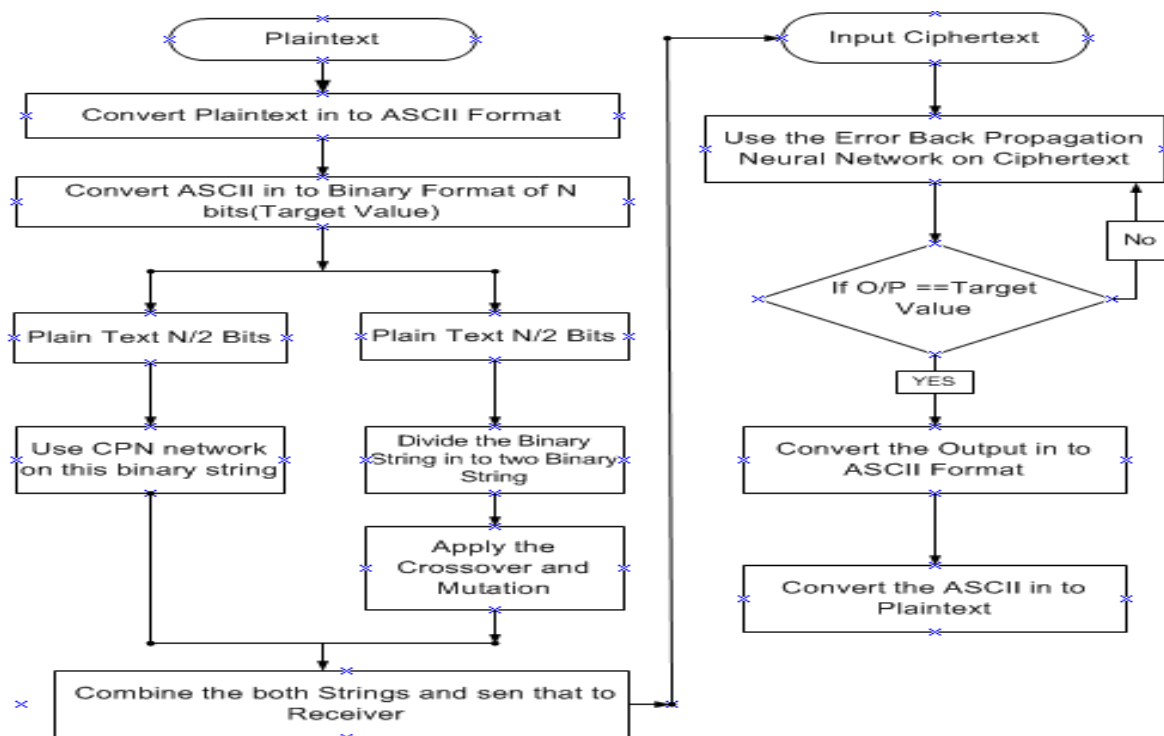 Plaintext
Convert Plaintext in to ASCII Format
Convert ASCII in to Binary Format of N
bits(Target Value)
Plain Text N/2 Bits
Plain Text N/2 Bits
Use CPN network
on this binary string
Divide the Binary
String in to two Binary
String
Apply the
Crossover and
Mutation
Combine the both Strings and sen that to
Receiver
Input Ciphertext
Use the Error Back Propagation
Neural Network on Ciphertext
No
If O/P ==Target
Value
YES
Convert the Output in to
ASCII Format
Convert the ASCII in to
Plaintext